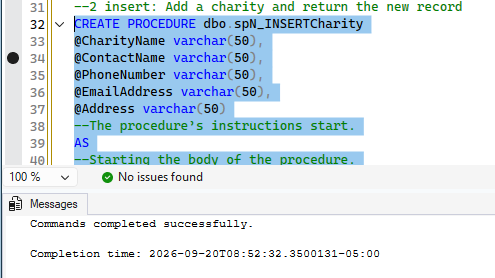 31 --2 insert: Add a charity and return the new record
32 CREATE PROCEDURE dbo.spN_INSERTCharity
33 @CharityName varchar(50),
34 @ContactName varchar(50),
35 @PhoneNumber varchar(50),
36 @EmailAddress varchar(50),
37 @Address varchar(50)
38 --The procedure's instructions start.
39 AS
40 --Starting the body of the procedure.
100 % No issues found
Messages
Commands completed successfully.
Completion time: 2026-09-20T08:52:32.3500131-05:00